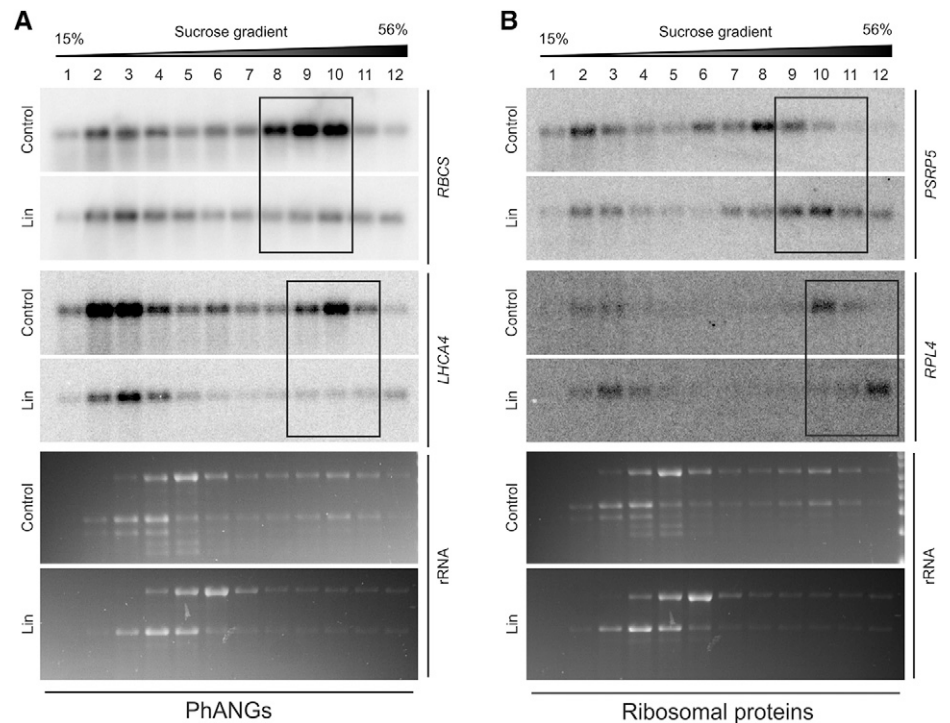 A
15% Sucrose gradient 56%
1 2 3 4 5 6 7 8 9 10 11 12
Control
Lin
RBCS
Control
Lin
LHCA4
Control
Lin
rRNA
PhANGs
B
15% Sucrose gradient 56%
1 2 3 4 5 6 7 8 9 10 11 12
Control
Lin
PSRP5
Control
Lin
RPL4
Control
Lin
rRNA
Ribosomal proteins